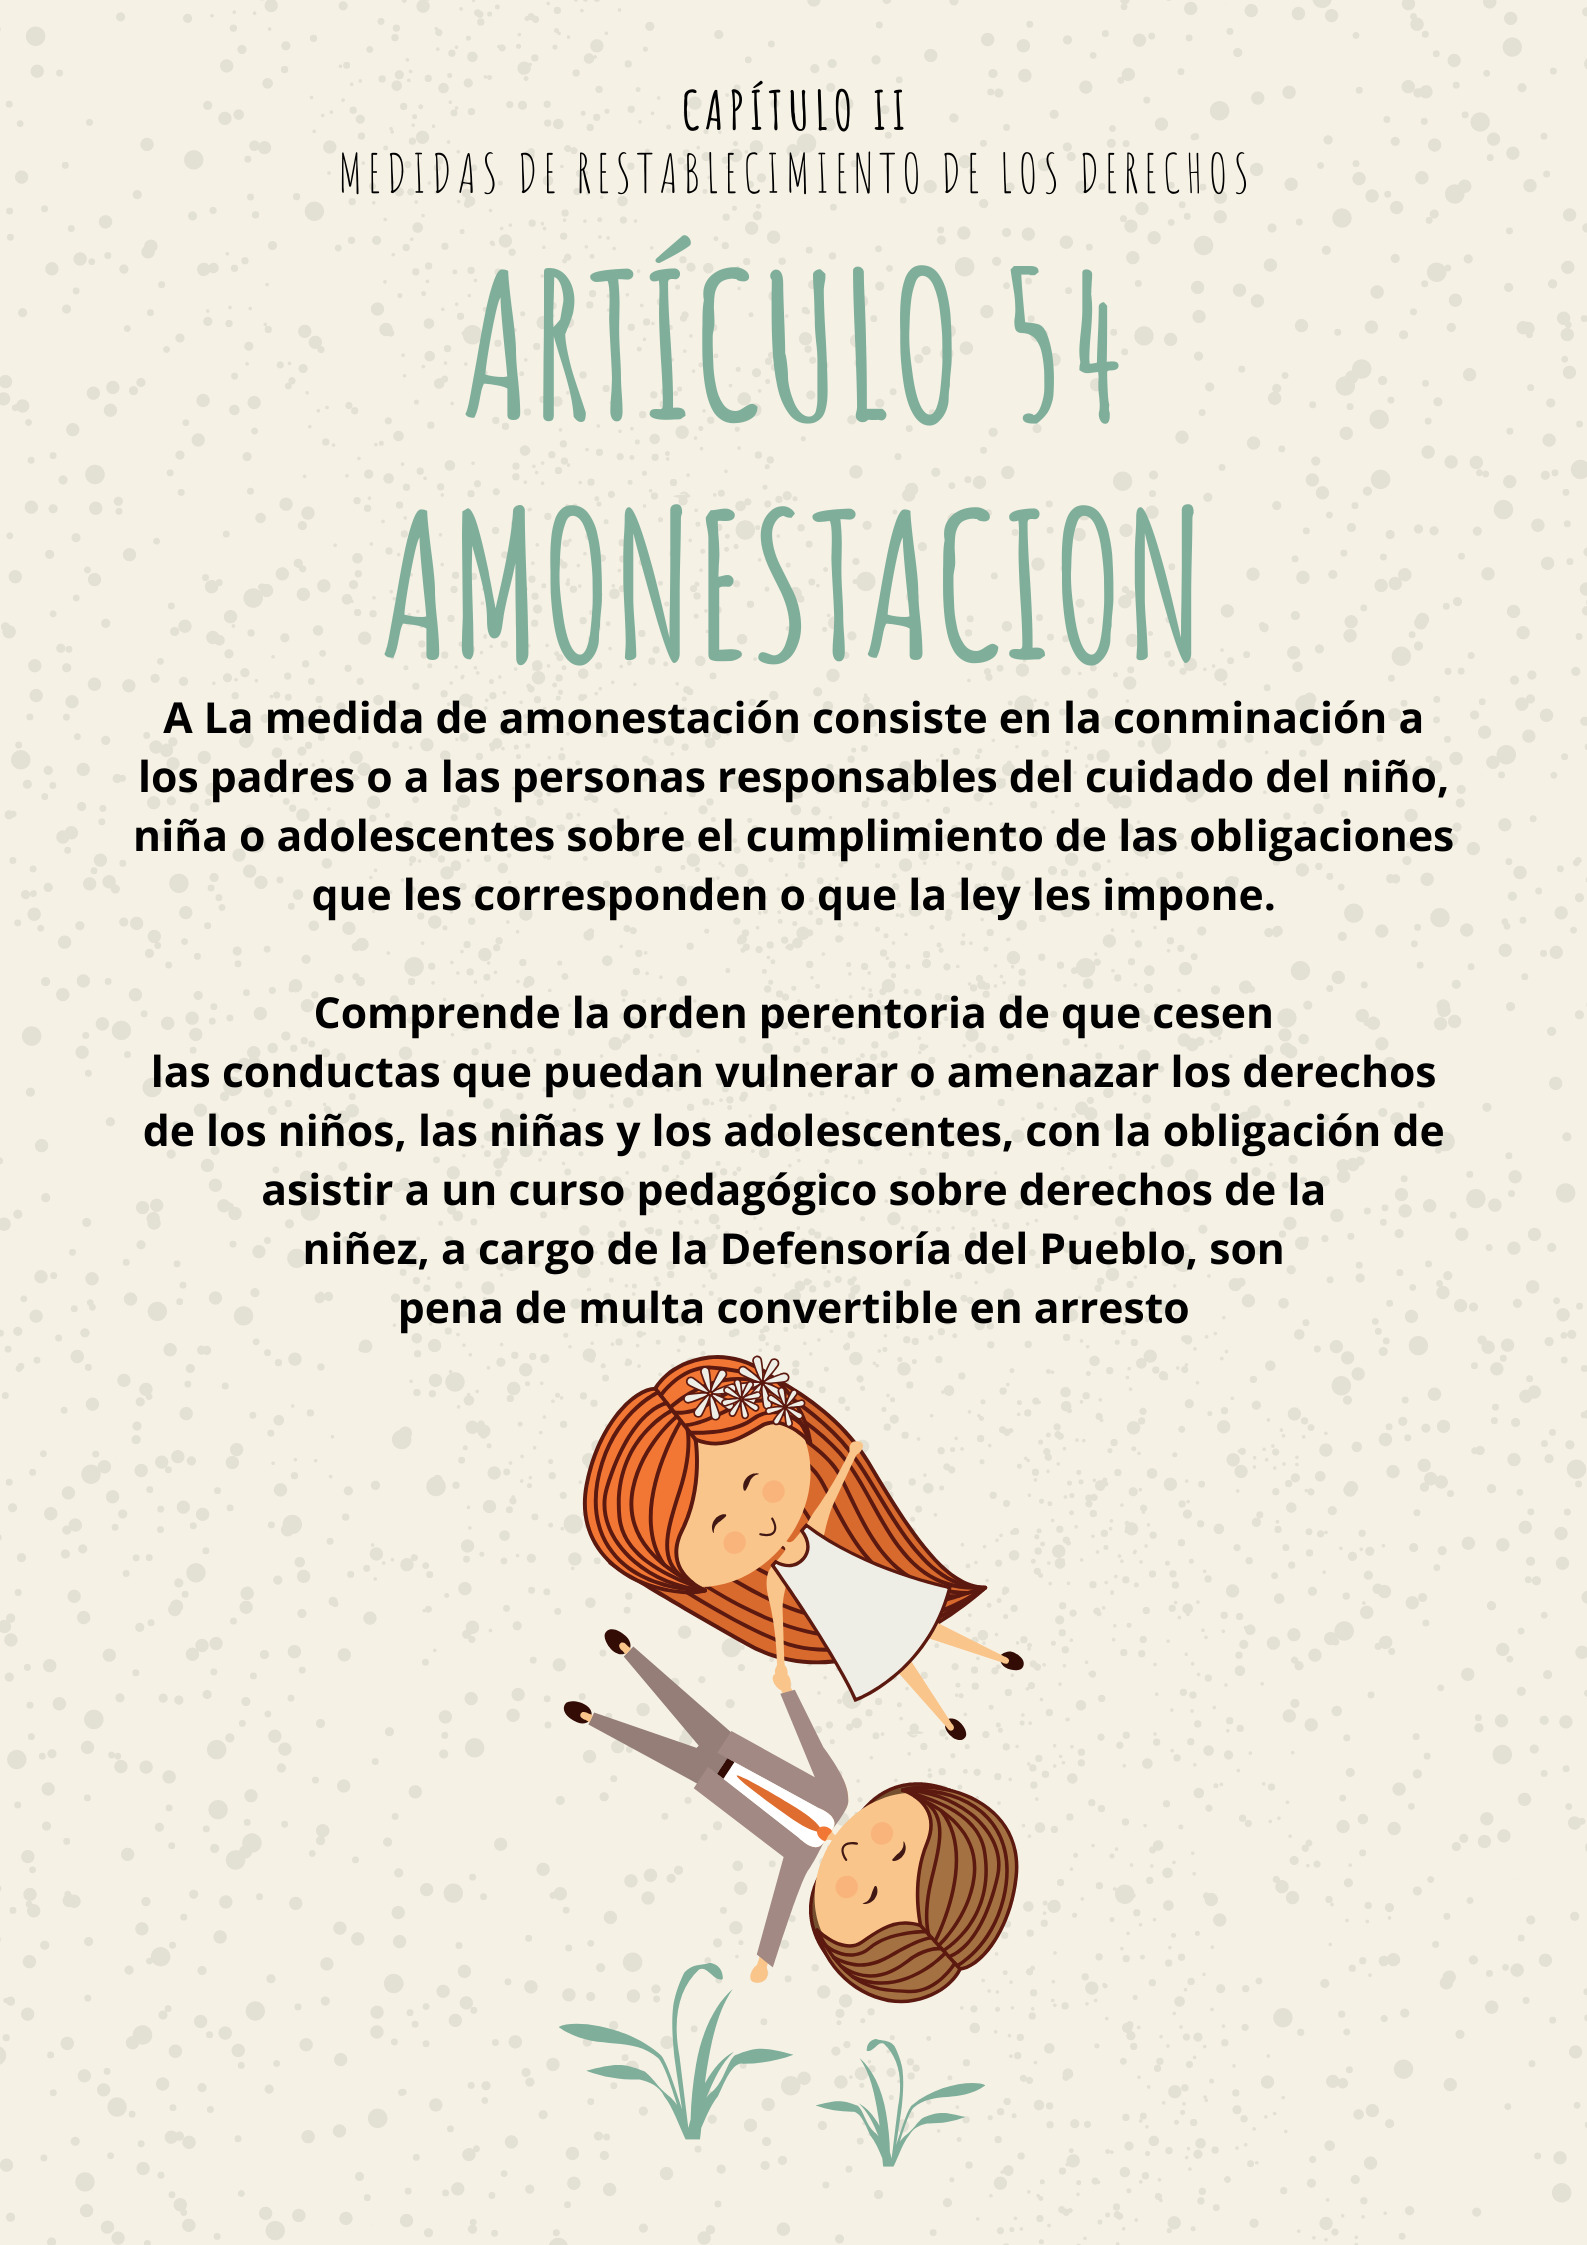 CAPÍTULO II
MEDIDAS DE RESTABLECIMIENTO DE LOS DERECHOS
ARTÍCULO 54
AMONESTACION
A La medida de amonestación consiste en la conminación a
los padres o a las personas responsables del cuidado del niño,
niña o adolescentes sobre el cumplimiento de las obligaciones
que les corresponden o que la ley les impone.
Comprende la orden perentoria de que cesen
las conductas que puedan vulnerar o amenazar los derechos
de los niños, las niñas y los adolescentes, con la obligación de
asistir a un curso pedagógico sobre derechos de la
niñez, a cargo de la Defensoría del Pueblo, son
pena de multa convertible en arresto